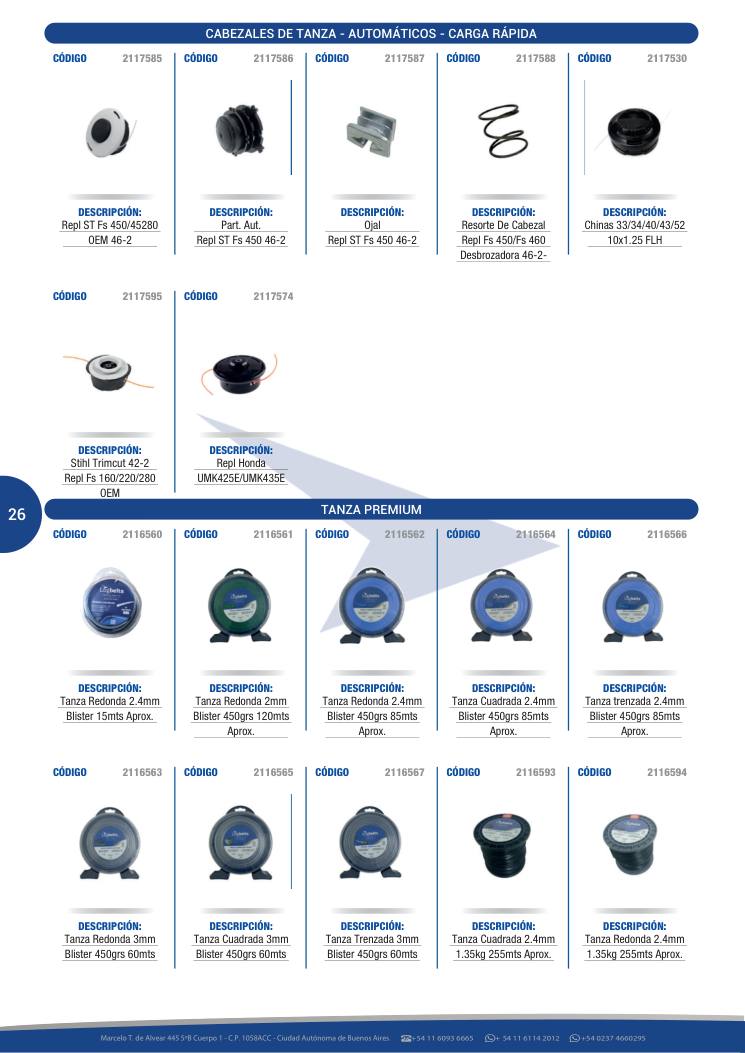 CABEZALES DE TANZA - AUTOMÁTICOS - CARGA RÁPIDA
CÓDIGO 2117585
DESCRIPCIÓN:
Repl ST Fs 450/45280
OEM 46-2
CÓDIGO 2117586
DESCRIPCIÓN:
Part. Aut.
Repl ST Fs 450 46-2
CÓDIGO 2117587
DESCRIPCIÓN:
Ojal
Repl ST Fs 450 46-2
CÓDIGO 2117588
DESCRIPCIÓN:
Resorte De Cabezal
Repl Fs 450/Fs 460
Desbrozadora 46-2-
CÓDIGO 2117530
DESCRIPCIÓN:
Chinas 33/34/40/43/52
10x1.25 FLH
CÓDIGO 2117595
DESCRIPCIÓN:
Stihl Trimcut 42-2
Repl Fs 160/220/280
OEM
CÓDIGO 2117574
DESCRIPCIÓN:
Repl Honda
UMK425E/UMK435E
26
TANZA PREMIUM
CÓDIGO 2116560
DESCRIPCIÓN:
Tanza Redonda 2.4mm
Blister 15mts Aprox.
CÓDIGO 2116561
DESCRIPCIÓN:
Tanza Redonda 2mm
Blister 450grs 120mts
Aprox.
CÓDIGO 2116562
DESCRIPCIÓN:
Tanza Redonda 2.4mm
Blister 450grs 85mts
Aprox.
CÓDIGO 2116564
DESCRIPCIÓN:
Tanza Cuadrada 2.4mm
Blister 450grs 85mts
Aprox.
CÓDIGO 2116566
DESCRIPCIÓN:
Tanza trenzada 2.4mm
Blister 450grs 85mts
Aprox.
CÓDIGO 2116563
DESCRIPCIÓN:
Tanza Redonda 3mm
Blister 450grs 60mts
CÓDIGO 2116565
DESCRIPCIÓN:
Tanza Cuadrada 3mm
Blister 450grs 60mts
CÓDIGO 2116567
DESCRIPCIÓN:
Tanza Trenzada 3mm
Blister 450grs 60mts
CÓDIGO 2116593
DESCRIPCIÓN:
Tanza Cuadrada 2.4mm
1.35kg 255mts Aprox.
CÓDIGO 2116594
DESCRIPCIÓN:
Tanza Redonda 2.4mm
1.35kg 255mts Aprox.
Marcelo T. de Alvear 445 5ºB Cuerpo 1 - C.P. 1058ACC - Ciudad Autónoma de Buenos Aires. +54 11 6093 6665 + 54 11 6114 2012 +54 0237 4660295